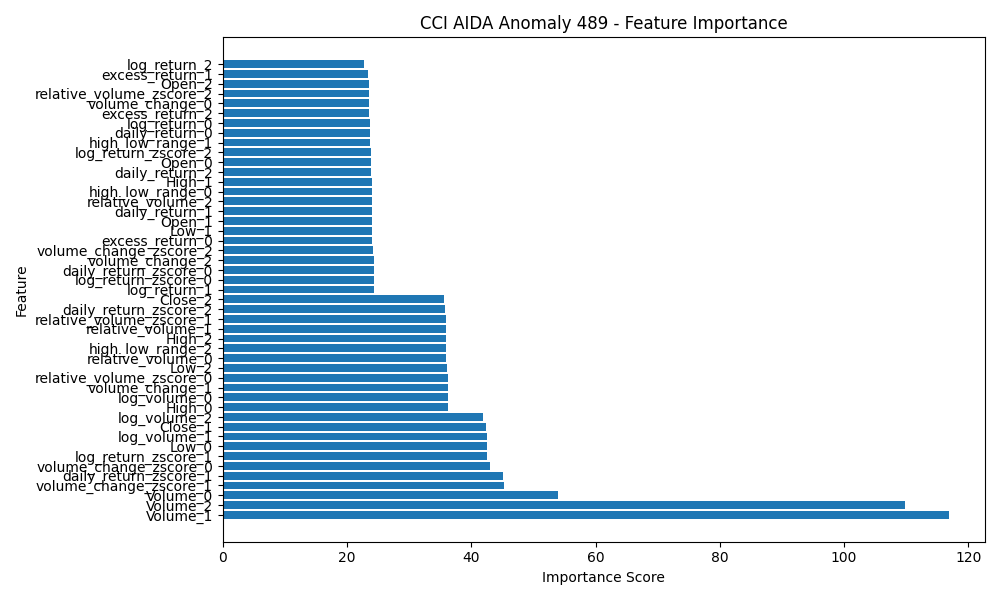 CCI AIDA Anomaly 489 - Feature Importance
log_return_2
excess_return_1
Open_2
relative_volume_zscore_2
volume_change_0
excess_return_2
log_return_0
daily_return_0
high_low_range_1
log_return_zscore_2
Open_0
daily_return_2
High_1
high_low_range_0
relative_volume_2
daily_return_1
Open_1
Low_1
excess_return_0
volume_change_zscore_2
volume_change_2
daily_return_zscore_0
log_return_zscore_0
log_return_1
Close_2
daily_return_zscore_2
relative_volume_zscore_1
relative_volume_1
High_2
high_low_range_2
relative_volume_0
Low_2
relative_volume_zscore_0
volume_change_1
log_volume_0
High_0
log_volume_2
Close_1
log_volume_1
Low_0
log_return_zscore_1
volume_change_zscore_0
daily_return_zscore_1
volume_change_zscore_1
Volume_0
Volume_2
Volume_1
Feature
0 20 40 60 80 100 120
Importance Score